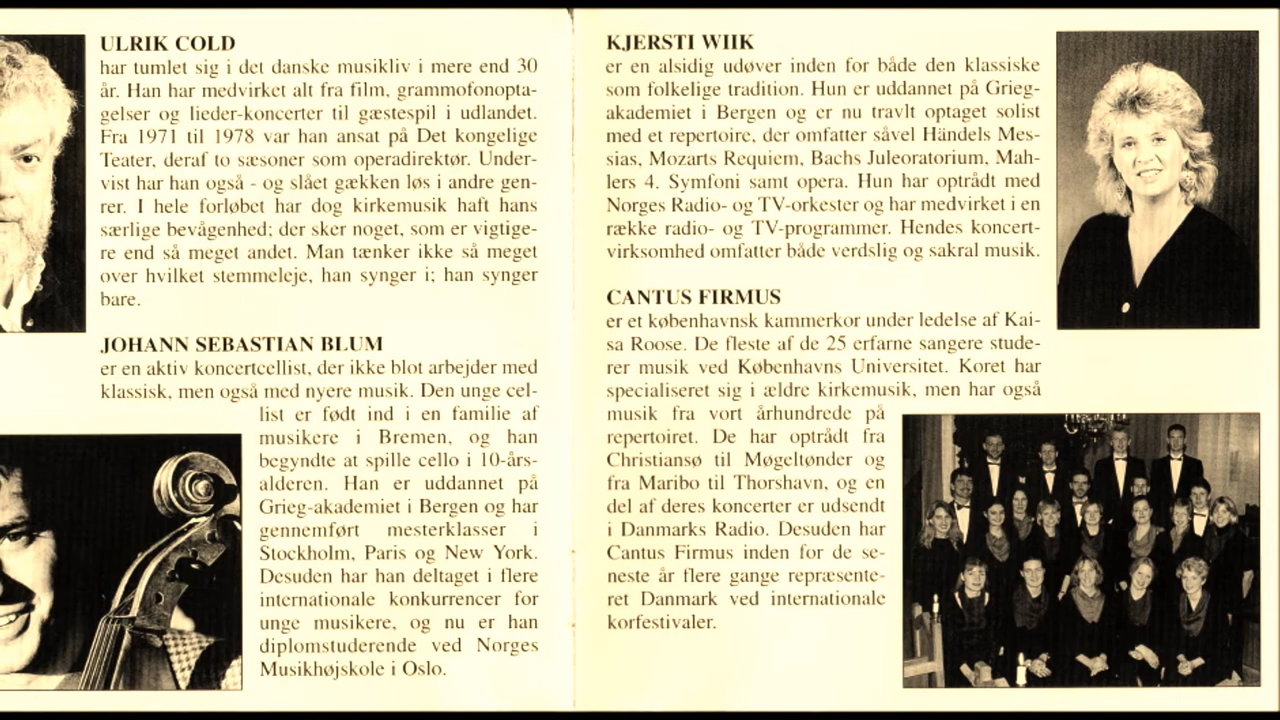 ULRIK COLD
har tumlet sig i det danske musikliv i mere end 30
år. Han har medvirket alt fra film, grammofonopta-
gelser og lieder-koncerter til gæstespil i udlandet.
Fra 1971 til 1978 var han ansat på Det kongelige
Teater, deraf to sæsoner som operadirektør. Under-
vist har han også - og slået gækken løs i andre gen-
rer. I hele forløbet har dog kirkemusik haft hans
særlige bevågenhed; der sker noget, som er vigtige-
re end så meget andet. Man tænker ikke så meget
over hvilket stemmeleje, han synger i; han synger
bare.
JOHANN SEBASTIAN BLUM
er en aktiv koncertcellist, der ikke blot arbejder med
klassisk, men også med nyere musik. Den unge cel-
list er født ind i en familie af
musikere i Bremen, og han
begyndte at spille cello i 10-års-
alderen. Han er uddannet på
Grieg-akademiet i Bergen og har
gennemført mesterklasser i
Stockholm, Paris og New York.
Desuden har han deltaget i flere
internationale konkurrencer for
unge musikere, og nu er han
diplomstuderende ved Norges
Musikhøjskole i Oslo.
KJERSTI WIIK
er en alsidig udøver inden for både den klassiske
som folkelige tradition. Hun er uddannet på Grieg-
akademiet i Bergen og er nu travlt optaget solist
med et repertoire, der omfatter såvel Händels Mes-
sias, Mozarts Requiem, Bachs Juleoratorium, Mah-
lers 4. Symfoni samt opera. Hun har optrådt med
Norges Radio- og TV-orkester og har medvirket i en
række radio- og TV-programmer. Hendes koncert-
virksomhed omfatter både verdslig og sakral musik.
CANTUS FIRMUS
er et københavnsk kammerkor under ledelse af Kai-
sa Roose. De fleste af de 25 erfarne sangere stude-
rer musik ved Københavns Universitet. Koret har
specialiseret sig i ældre kirkemusik, men har også
musik fra vort århundrede på
repertoiret. De har optrådt fra
Christiansø til Møgeltønder og
fra Maribo til Thorshavn, og en
del af deres koncerter er udsendt
i Danmarks Radio. Desuden har
Cantus Firmus inden for de se-
neste år flere gange repræsente-
ret Danmark ved internationale
korfestivaler.